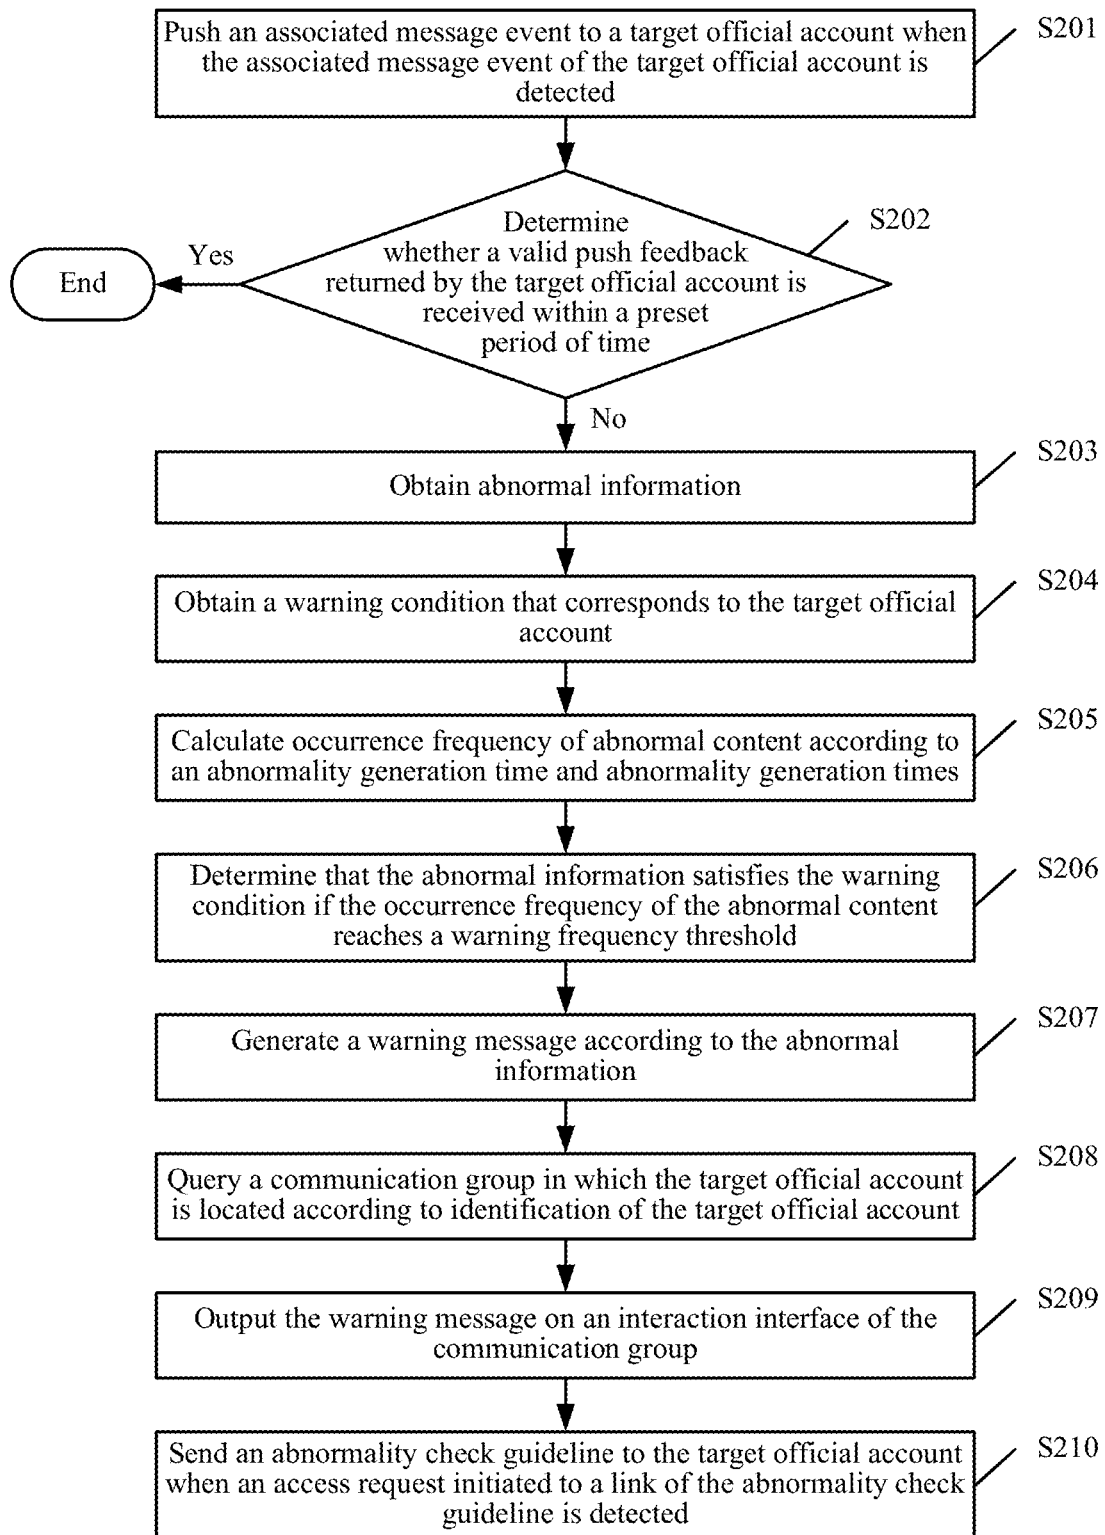 Push an associated message event to a target official account when
the associated message event of the target official account is
detected
S201
Determine
whether a valid push feedback
returned by the target official account is
received within a preset
period of time
S202
Yes
End
No
Obtain abnormal information
S203
Obtain a warning condition that corresponds to the target official
account
S204
Calculate occurrence frequency of abnormal content according to
an abnormality generation time and abnormality generation times
S205
Determine that the abnormal information satisfies the warning
condition if the occurrence frequency of the abnormal content
reaches a warning frequency threshold
S206
Generate a warning message according to the abnormal
information
S207
Query a communication group in which the target official account
is located according to identification of the target official account
S208
Output the warning message on an interaction interface of the
communication group
S209
Send an abnormality check guideline to the target official account
when an access request initiated to a link of the abnormality check
guideline is detected
S210